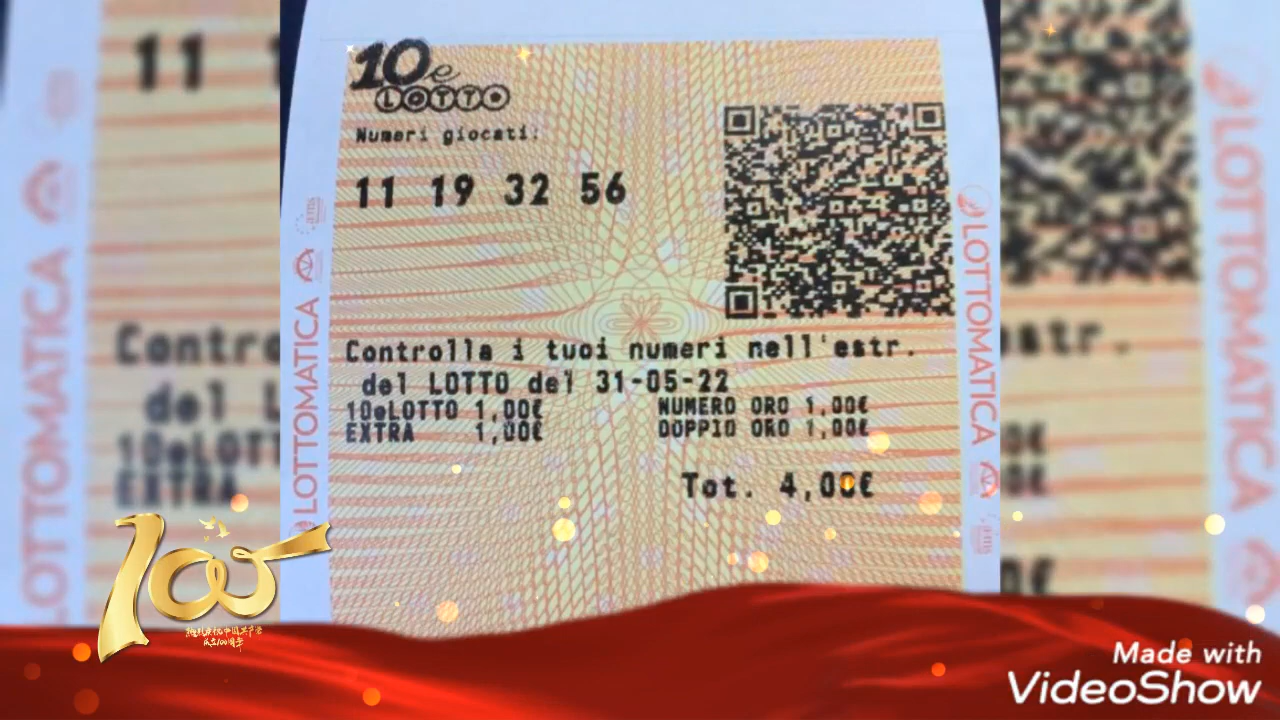 10e
LOTTO
Numeri giocati:
11 19 32 56
Controlla i tuoi numeri nell'estr.
del LOTTO del 31-05-22
10eLOTTO 1,00€ NUMERO ORO 1,00€
EXTRA 1,00€ DOPPIO ORO 1,00€
Tot. 4,00€
LOTTOMATICA
LOTTOMATICA
100
Made with
VideoShow